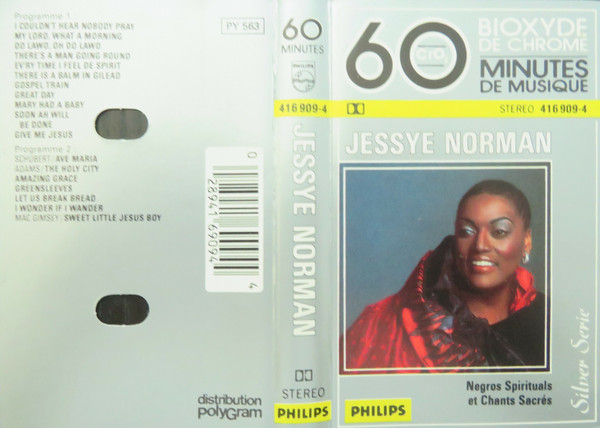 Programme 1
I COULDN'T HEAR NOBODY PRAY
MY LORD, WHAT A MORNING
DO LAWD, OH DO LAWD
THERE'S A MAN GOING ROUND
EV'RY TIME I FEEL DE SPIRIT
THERE IS A BALM IN GILEAD
GOSPEL TRAIN
GREAT DAY
MARY HAD A BABY
SOON AH WILL
BE DONE
GIVE ME JESUS
Programme 2
SCHUBERT/AVE MARIA
ADAMS/THE HOLY CITY
AMAZING GRACE
GREENSLEEVES
LET US BREAK BREAD
I WONDER IF I WANDER
MAC GIMSEY/SWEET LITTLE JESUS BOY
PY 563
0 28941 69094 4
distribution
polyGram
60
MINUTES
PHILIPS
416 909-4
JESSYE NORMAN
STEREO
PHILIPS
60
CrO2
BIOXYDE
DE CHROME
MINUTES
DE MUSIQUE
STEREO 416 909-4
JESSYE NORMAN
Negros Spirituals
et Chants Sacrés
Silver Serie
PHILIPS